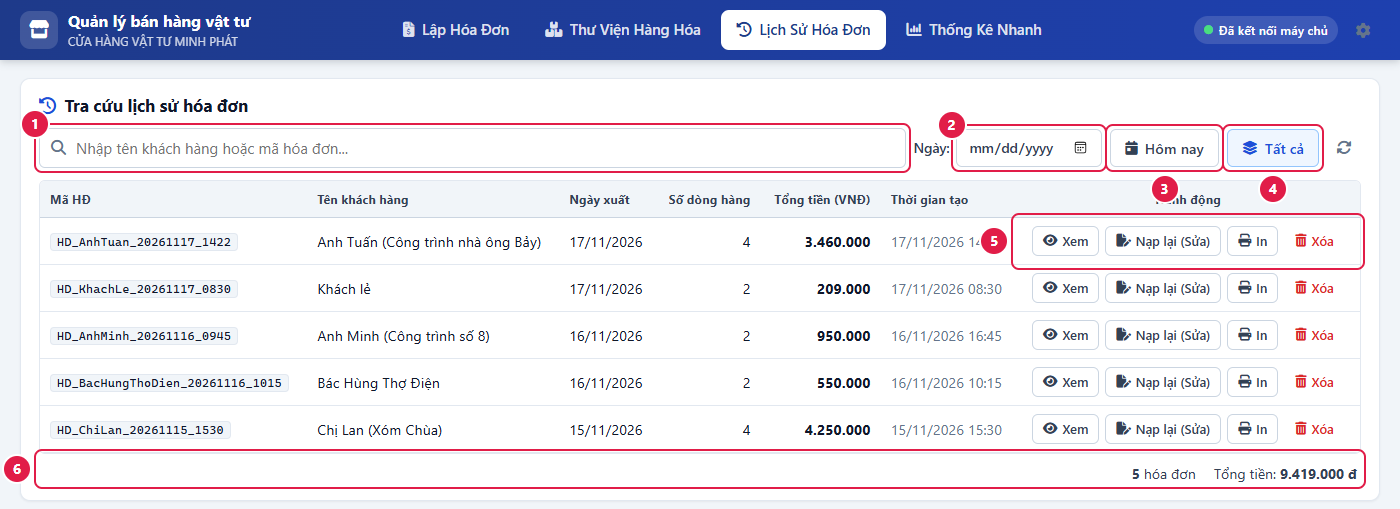 Quản lý bán hàng vật tư
CỬA HÀNG VẬT TƯ MINH PHÁT
Lập Hóa Đơn
Thư Viện Hàng Hóa
Lịch Sử Hóa Đơn
Thống Kê Nhanh
Đã kết nối máy chủ
Tra cứu lịch sử hóa đơn
1
Nhập tên khách hàng hoặc mã hóa đơn...
Ngày:
2
mm/dd/yyyy
Hôm nay
3
Tất cả
4
Mã HĐ Tên khách hàng Ngày xuất Số dòng hàng Tổng tiền (VNĐ) Thời gian tạo động
HD_AnhTuan_20261117_1422 Anh Tuấn (Công trình nhà ông Bảy) 17/11/2026 4 3.460.000 17/11/2026 5 Xem Nạp lại (Sửa) In Xóa
HD_KhachLe_20261117_0830 Khách lẻ 17/11/2026 2 209.000 17/11/2026 08:30 Xem Nạp lại (Sửa) In Xóa
HD_AnhMinh_20261116_0945 Anh Minh (Công trình số 8) 16/11/2026 2 950.000 16/11/2026 16:45 Xem Nạp lại (Sửa) In Xóa
HD_BacHungThoDien_20261116_1015 Bác Hùng Thợ Điện 16/11/2026 2 550.000 16/11/2026 10:15 Xem Nạp lại (Sửa) In Xóa
HD_ChiLan_20261115_1530 Chị Lan (Xóm Chùa) 15/11/2026 4 4.250.000 15/11/2026 15:30 Xem Nạp lại (Sửa) In Xóa
6
5 hóa đơn Tổng tiền: 9.419.000 đ